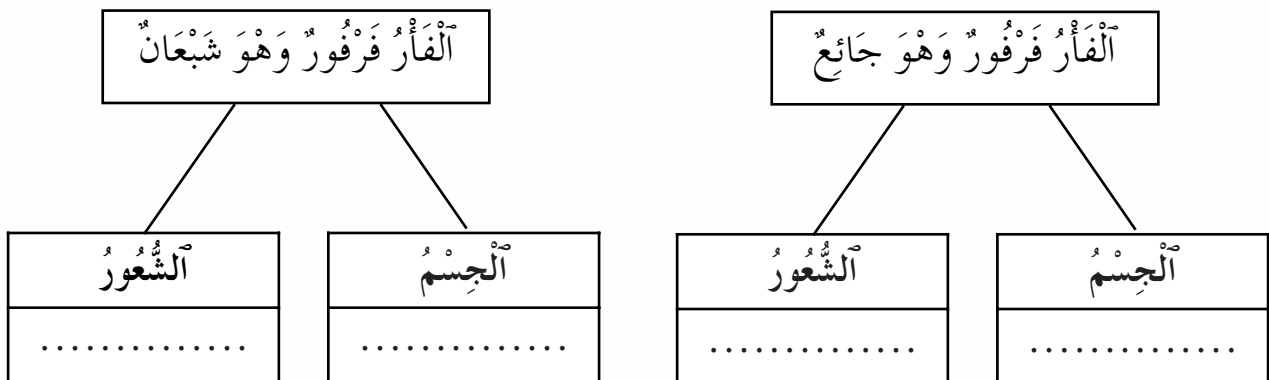 ٱلْفَأْرُ فَرْفُورٌ وَهْوَ جَائِعٌ
ٱلْفَأْرُ فَرْفُورٌ وَهْوَ شَبْعَانٌ
ٱلْجِسْمُ
ٱلشُّعُورُ
ٱلْجِسْمُ
ٱلشُّعُورُ
..............
..............
..............
..............